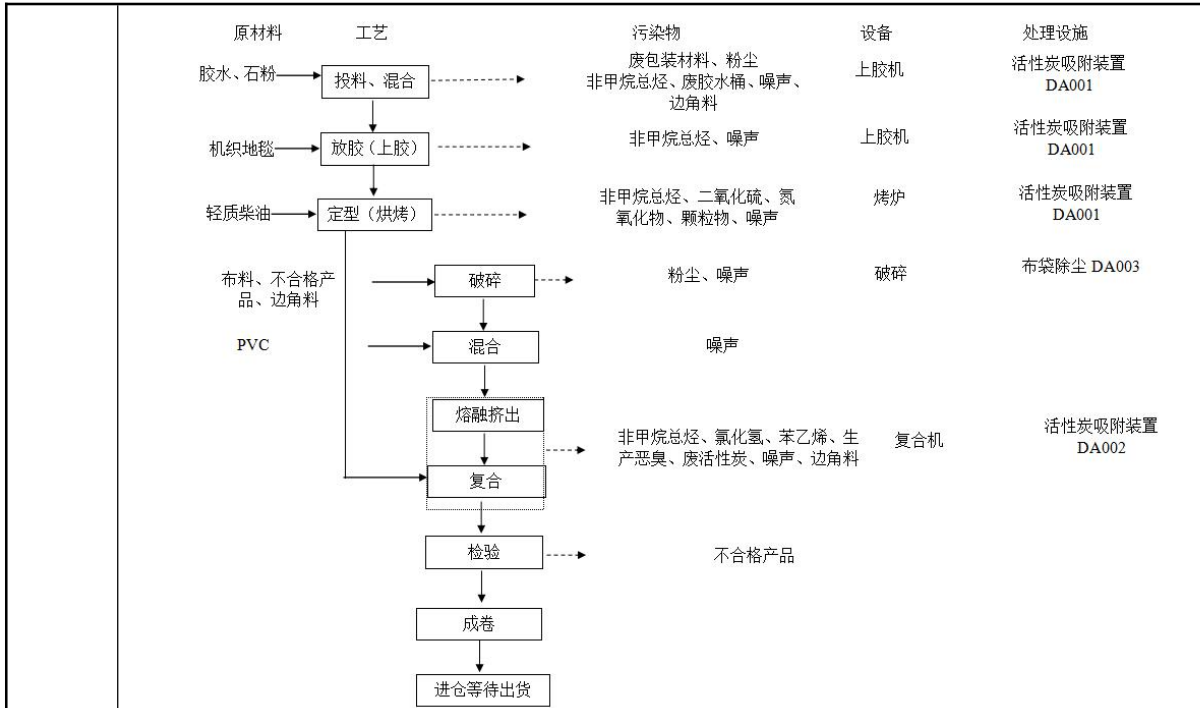 原材料 工艺 污染物 设备 处理设施
胶水、石粉 投料、混合 废包装材料、粉尘 上胶机 活性炭吸附装置
非甲烷总烃、废胶水桶、噪声、 DA001
边角料
机织地毯 放胶（上胶） 非甲烷总烃、噪声 上胶机 活性炭吸附装置
DA001
轻质柴油 定型（烘烤） 非甲烷总烃、二氧化硫、氮 烤炉 活性炭吸附装置
氧化物、颗粒物、噪声 DA001
布料、不合格产 破碎 粉尘、噪声 破碎 布袋除尘 DA003
品、边角料
PVC 混合 噪声
熔融挤出
非甲烷总烃、氯化氢、苯乙烯、生 复合机 活性炭吸附装置
产恶臭、废活性炭、噪声、边角料 DA002
复合
检验 不合格产品
成卷
进仓等待出货